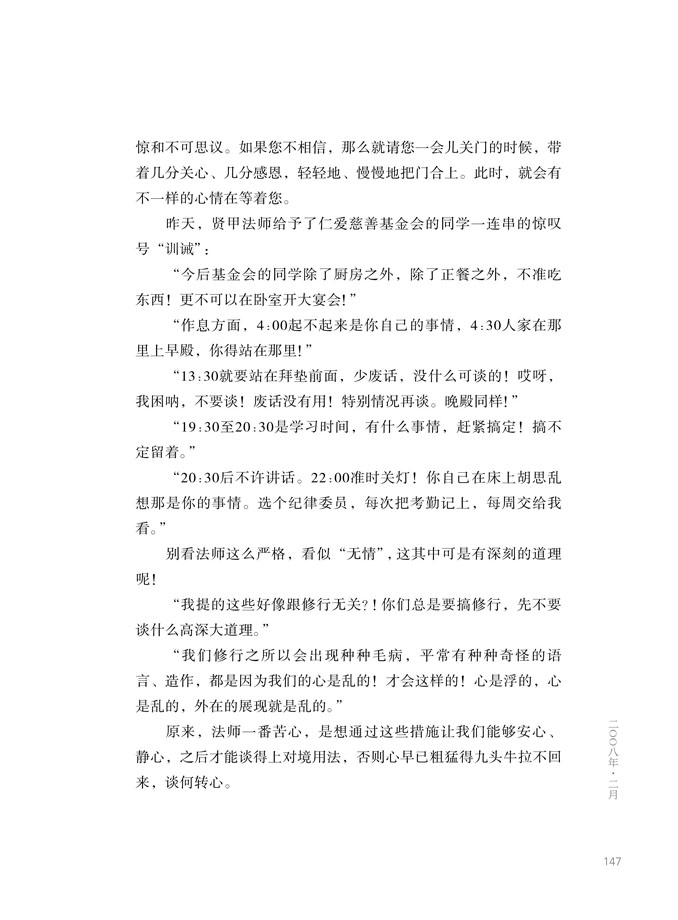 惊和不可思议。如果您不相信，那么就请您一会儿关门的时候，带
着几分关心、几分感恩，轻轻地、慢慢地把门合上。此时，就会有
不一样的心情在等着您。
昨天，贤甲法师给予了仁爱慈善基金会的同学一连串的惊叹
号“训诫”：
“今后基金会的同学除了厨房之外，除了正餐之外，不准吃
东西！更不可以在卧室开大宴会！”
“作息方面，4:00起不起来是你自己的事情，4:30人家在那
里上早殿，你得站在那里！”
“13:30就要站在拜垫前面，少废话，没什么可谈的！哎呀，
我困呐，不要谈！废话没有用！特别情况再谈。晚殿同样！”
“19:30至20:30是学习时间，有什么事情，赶紧搞定！搞不
定留着。”
“20:30后不许讲话。22:00准时关灯！你自己在床上胡思乱
想那是你的事情。选个纪律委员，每次把考勤记上，每周交给我
看。”
别看法师这么严格，看似“无情”，这其中可是有深刻的道理
呢！
“我提的这些好像跟修行无关？！你们总是要搞修行，先不要
谈什么高深大道理。”
“我们修行之所以会出现种种毛病，平常有种种奇怪的语
言、造作，都是因为我们的心是乱的！才会这样的！心是浮的，心
是乱的，外在的展现就是乱的。”
原来，法师一番苦心，是想通过这些措施让我们能够安心、
静心，之后才能谈得上对境用法，否则心早已粗猛得九头牛拉不回
来，谈何转心。
二〇〇八年·二月
147